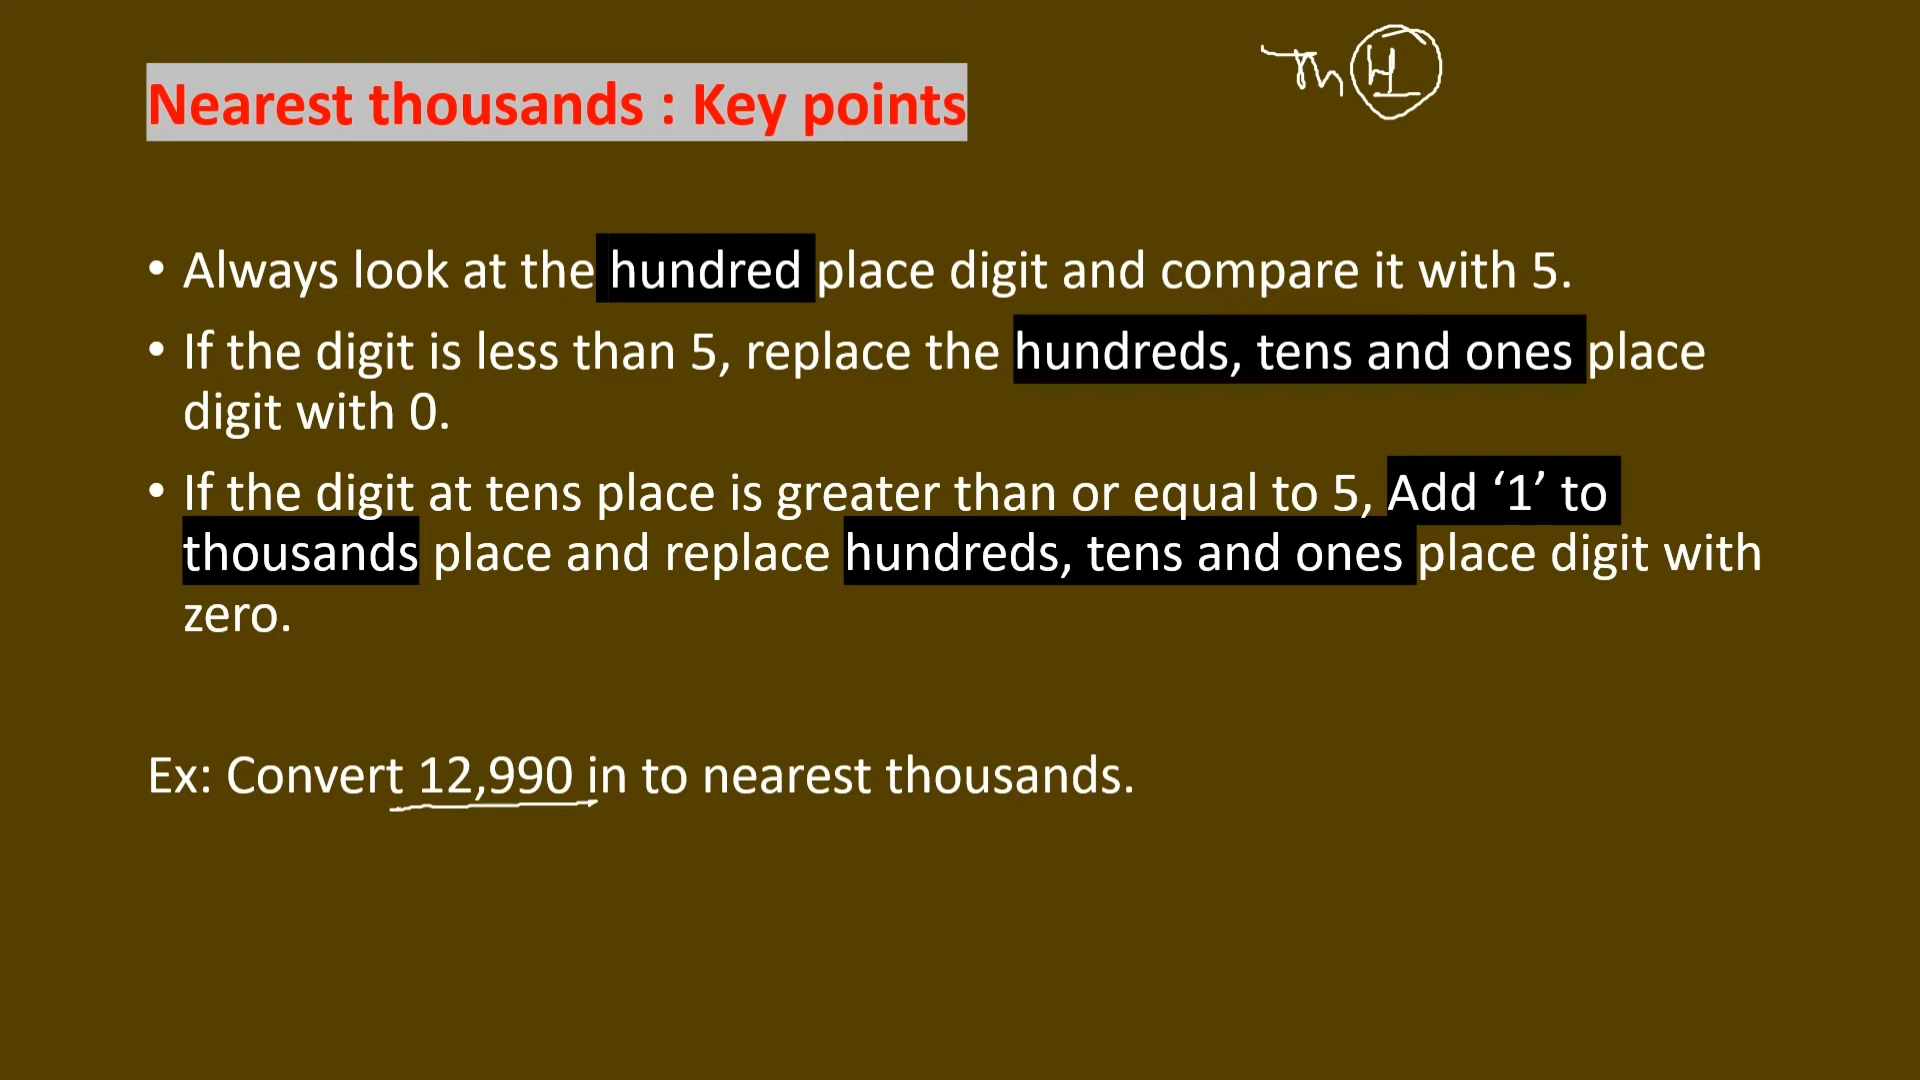 Th H
Nearest thousands : Key points
• Always look at the hundred place digit and compare it with 5.
• If the digit is less than 5, replace the hundreds, tens and ones place
digit with 0.
• If the digit at tens place is greater than or equal to 5, Add ‘1’ to
thousands place and replace hundreds, tens and ones place digit with
zero.
Ex: Convert 12,990 in to nearest thousands.